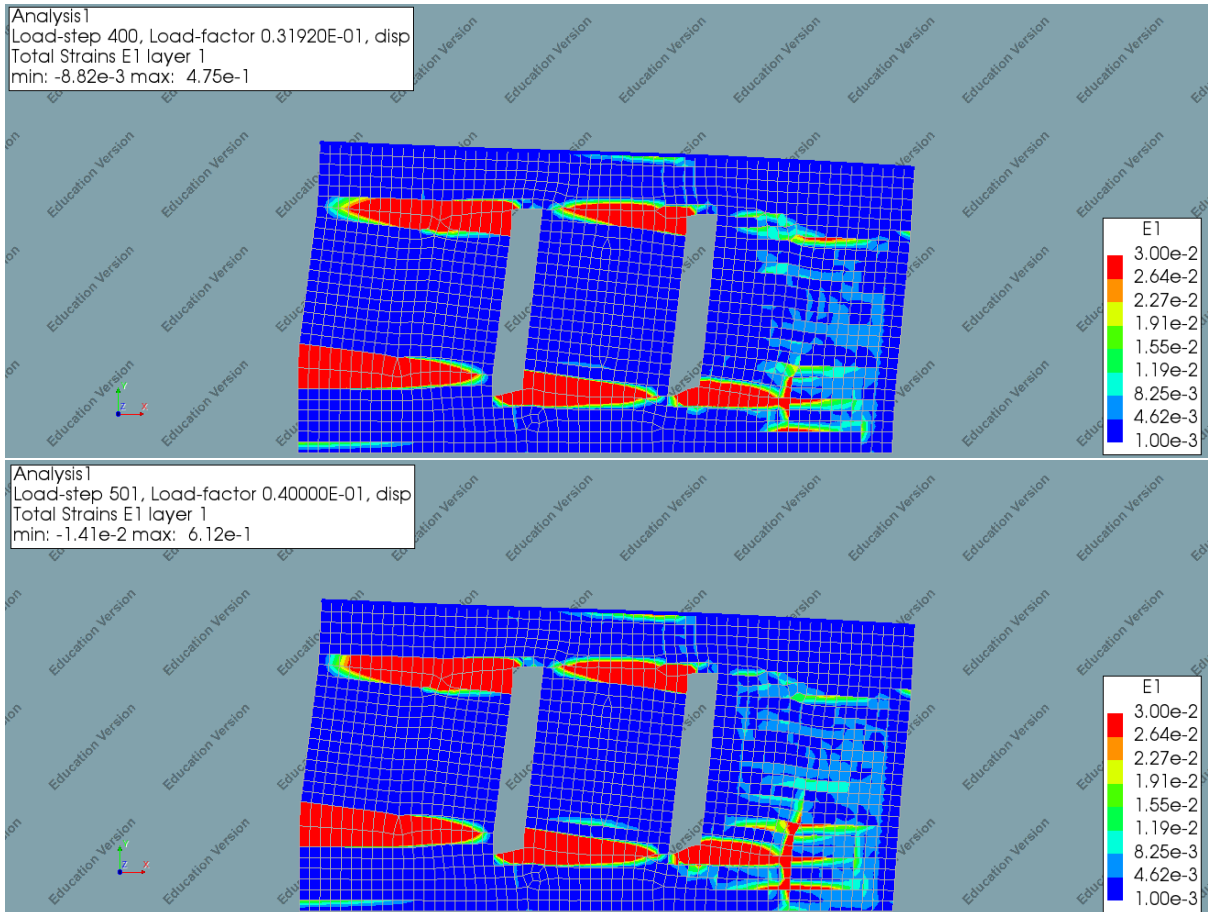 Analysis1
Load-step 400, Load-factor 0.31920E-01, disp
Total Strains E1 layer 1
min: -8.82e-3 max: 4.75e-1
Education Version
E1
3.00e-2
2.64e-2
2.27e-2
1.91e-2
1.55e-2
1.19e-2
8.25e-3
4.62e-3
1.00e-3
Y
Z
X
Analysis1
Load-step 501, Load-factor 0.40000E-01, disp
Total Strains E1 layer 1
min: -1.41e-2 max: 6.12e-1
Education Version
E1
3.00e-2
2.64e-2
2.27e-2
1.91e-2
1.55e-2
1.19e-2
8.25e-3
4.62e-3
1.00e-3
Y
Z
X